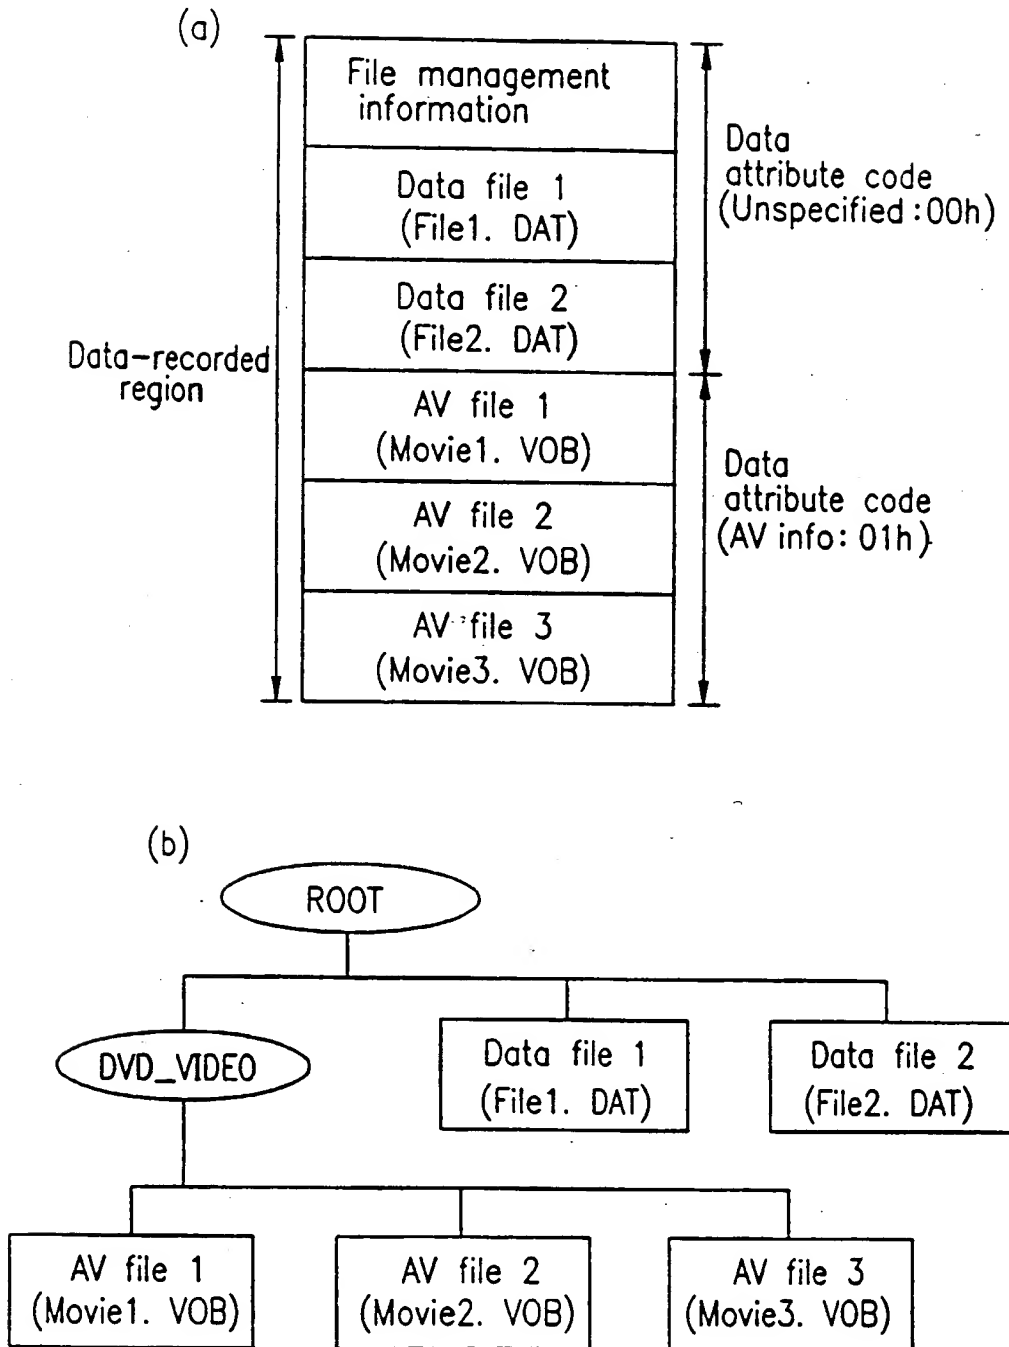 (a)
File management
information
Data file 1
(File1. DAT)
Data file 2
(File2. DAT)
AV file 1
(Movie1. VOB)
AV file 2
(Movie2. VOB)
AV file 3
(Movie3. VOB)
Data-recorded
region
Data
attribute code
(Unspecified :00h)
Data
attribute code
(AV info: 01h)
(b)
ROOT
DVD_VIDEO
Data file 1
(File1. DAT)
Data file 2
(File2. DAT)
AV file 1
(Movie1. VOB)
AV file 2
(Movie2. VOB)
AV file 3
(Movie3. VOB)